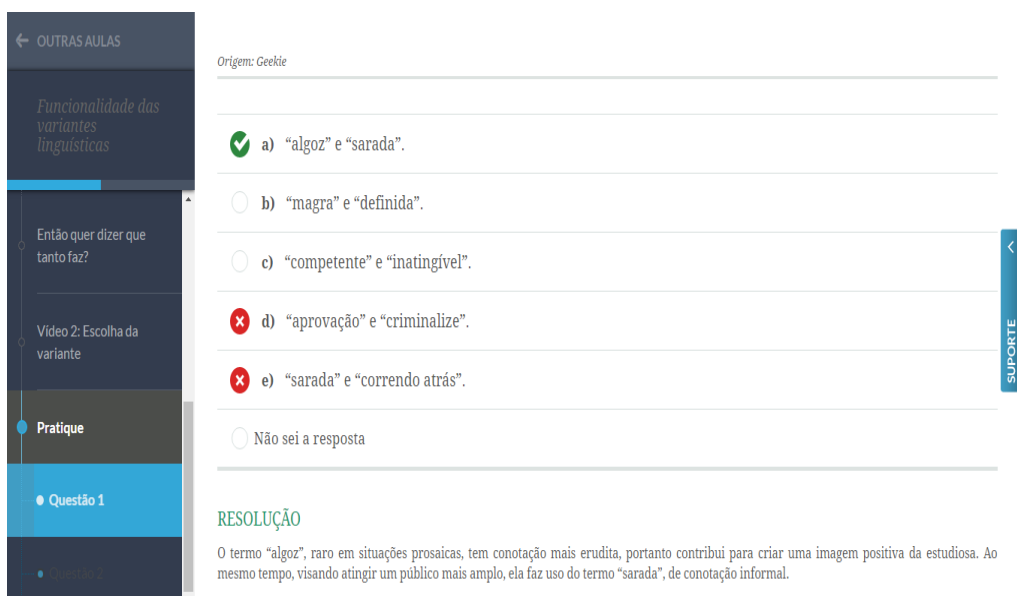 OUTRAS AULAS
Funcionalidade das
variantes
linguísticas
Então quer dizer que
tanto faz?
Vídeo 2: Escolha da
variante
Pratique
Questão 1
Questão 2
Origem: Geekie
a) “algoz” e “sarada”.
b) “magra” e “definida”.
c) “competente” e “inatingível”.
d) “aprovação” e “criminalize”.
e) “sarada” e “correndo atrás”.
Não sei a resposta
RESOLUÇÃO
O termo “algoz”, raro em situações prosaicas, tem conotação mais erudita, portanto contribui para criar uma imagem positiva da estudiosa. Ao
mesmo tempo, visando atingir um público mais amplo, ela faz uso do termo “sarada”, de conotação informal.
SUPORTE